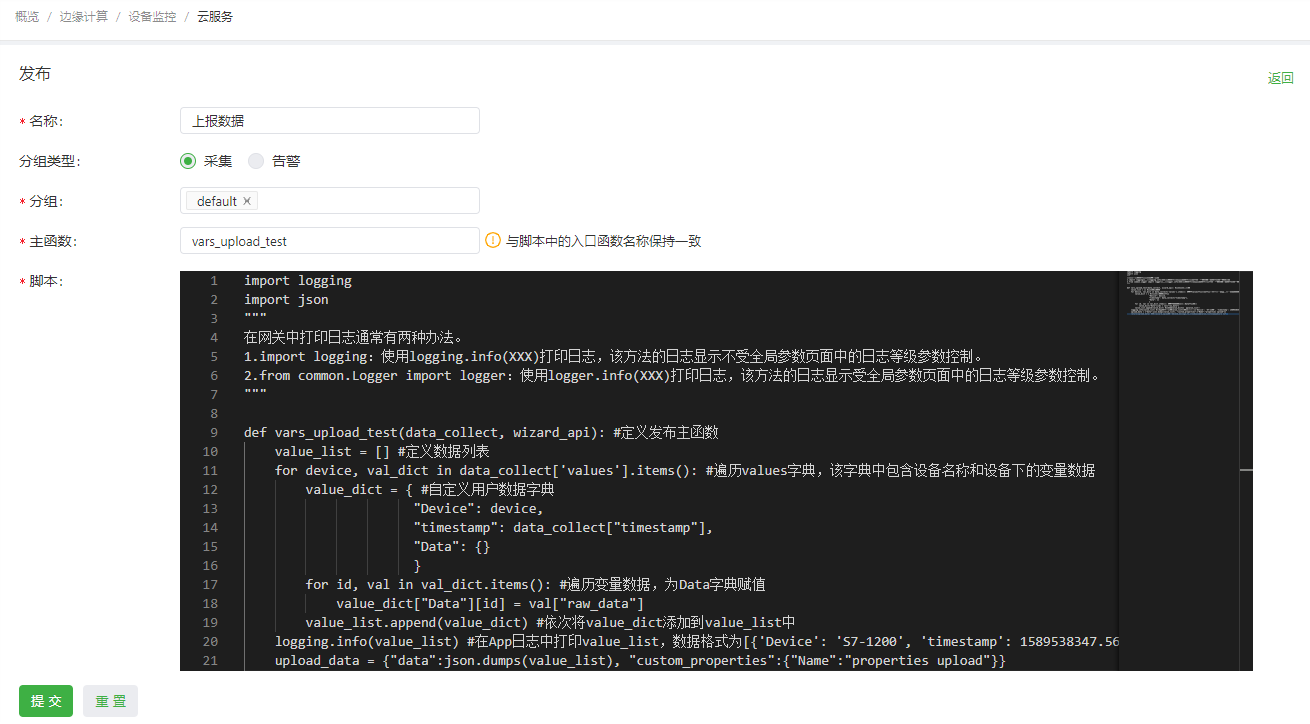 概览 / 边缘计算 / 设备监控 / 云服务
发布
返回
* 名称: 上报数据
分组类型: 采集 告警
* 分组: default ×
* 主函数: vars_upload_test 与脚本中的入口函数名称保持一致
* 脚本:
1 import logging
2 import json
3 """
4 在网关中打印日志通常有两种办法。
5 1.import logging：使用logging.info(XXX)打印日志，该方法的日志显示不受全局参数页面中的日志等级参数控制。
6 2.from common.Logger import logger：使用logger.info(XXX)打印日志，该方法的日志显示受全局参数页面中的日志等级参数控制。
7 """
8
9 def vars_upload_test(data_collect, wizard_api): #定义发布主函数
10 value_list = [] #定义数据列表
11 for device, val_dict in data_collect['values'].items(): #遍历values字典，该字典中包含设备名称和设备下的变量数据
12 value_dict = { #自定义用户数据字典
13 "Device": device,
14 "timestamp": data_collect["timestamp"],
15 "Data": {}
16 }
17 for id, val in val_dict.items(): #遍历变量数据，为Data字典赋值
18 value_dict["Data"][id] = val["raw_data"]
19 value_list.append(value_dict) #依次将value_dict添加到value_list中
20 logging.info(value_list) #在App日志中打印value_list，数据格式为[{'Device': 'S7-1200', 'timestamp': 1589538347.56
21 upload_data = {"data":json.dumps(value_list), "custom_properties":{"Name":"properties upload"}}
提 交 重 置